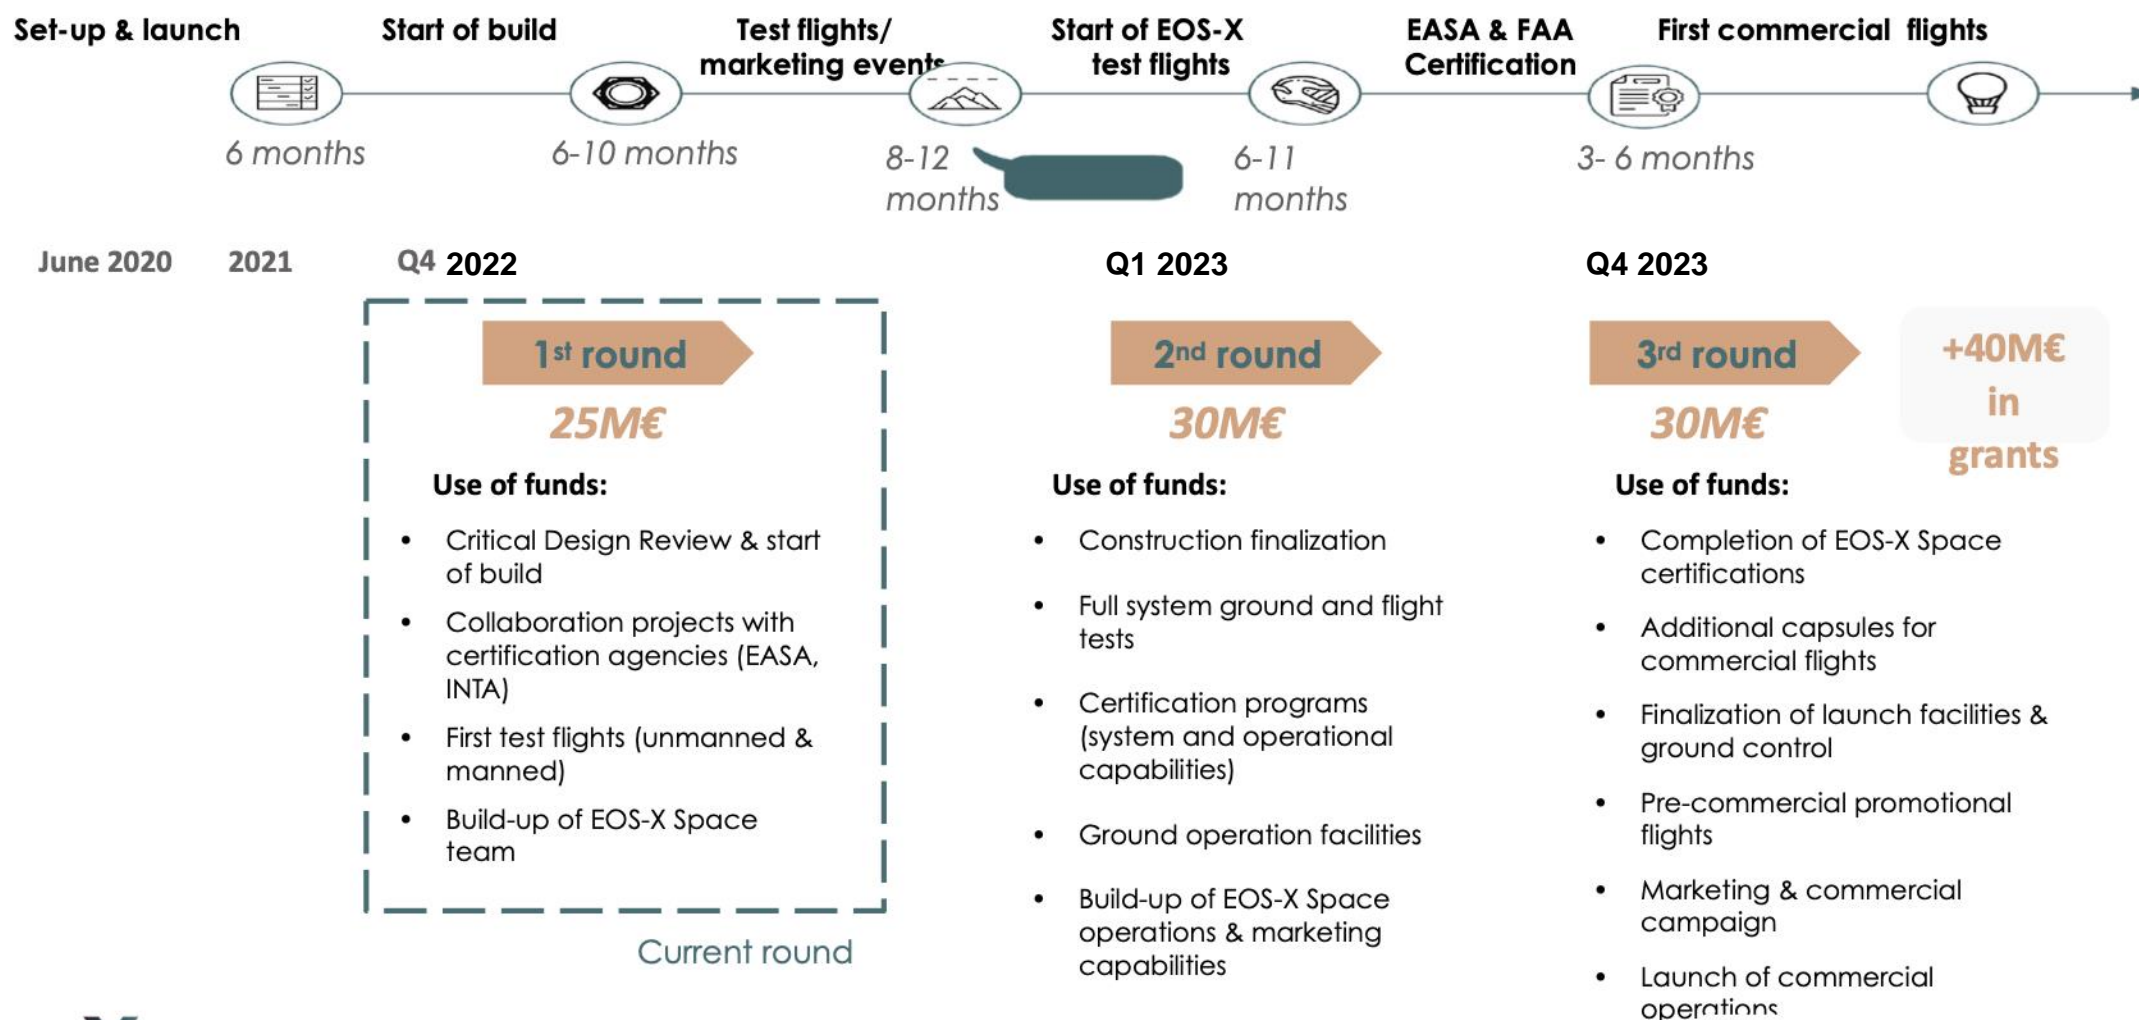 Set-up & launch
Start of build
Test flights/
marketing events
Start of EOS-X
test flights
EASA & FAA
Certification
First commercial flights
6 months
6-10 months
8-12
months
6-11
months
3- 6 months
June 2020
2021
Q4 2022
Q1 2023
Q4 2023
1st round
25M€
Use of funds:
• Critical Design Review & start
of build
• Collaboration projects with
certification agencies (EASA,
INTA)
• First test flights (unmanned &
manned)
• Build-up of EOS-X Space
team
Current round
2nd round
30M€
Use of funds:
• Construction finalization
• Full system ground and flight
tests
• Certification programs
(system and operational
capabilities)
• Ground operation facilities
• Build-up of EOS-X Space
operations & marketing
capabilities
3rd round
30M€
+40M€
in
grants
Use of funds:
• Completion of EOS-X Space
certifications
• Additional capsules for
commercial flights
• Finalization of launch facilities &
ground control
• Pre-commercial promotional
flights
• Marketing & commercial
campaign
• Launch of commercial
operations